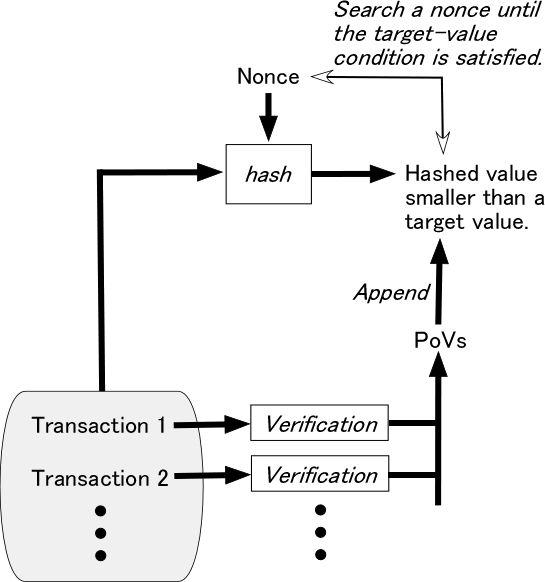 Search a nonce until
the target-value
condition is satisfied.
Nonce
hash
Hashed value
smaller than a
target value.
Append
PoVs
Transaction 1
Verification
Transaction 2
Verification